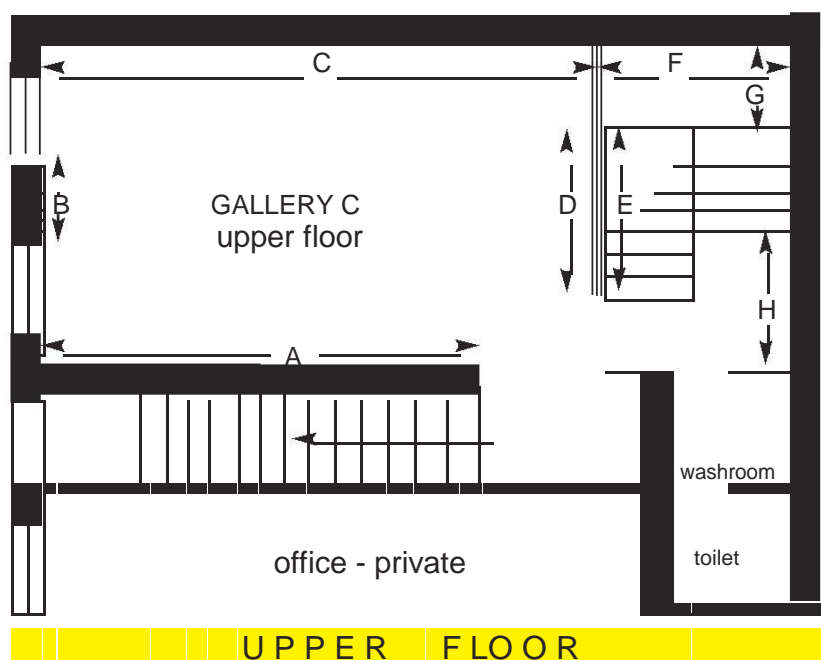 C
F
G
B
GALLERY C
D
E
upper floor
H
A
washroom
office - private
toilet
UPPER FLOOR